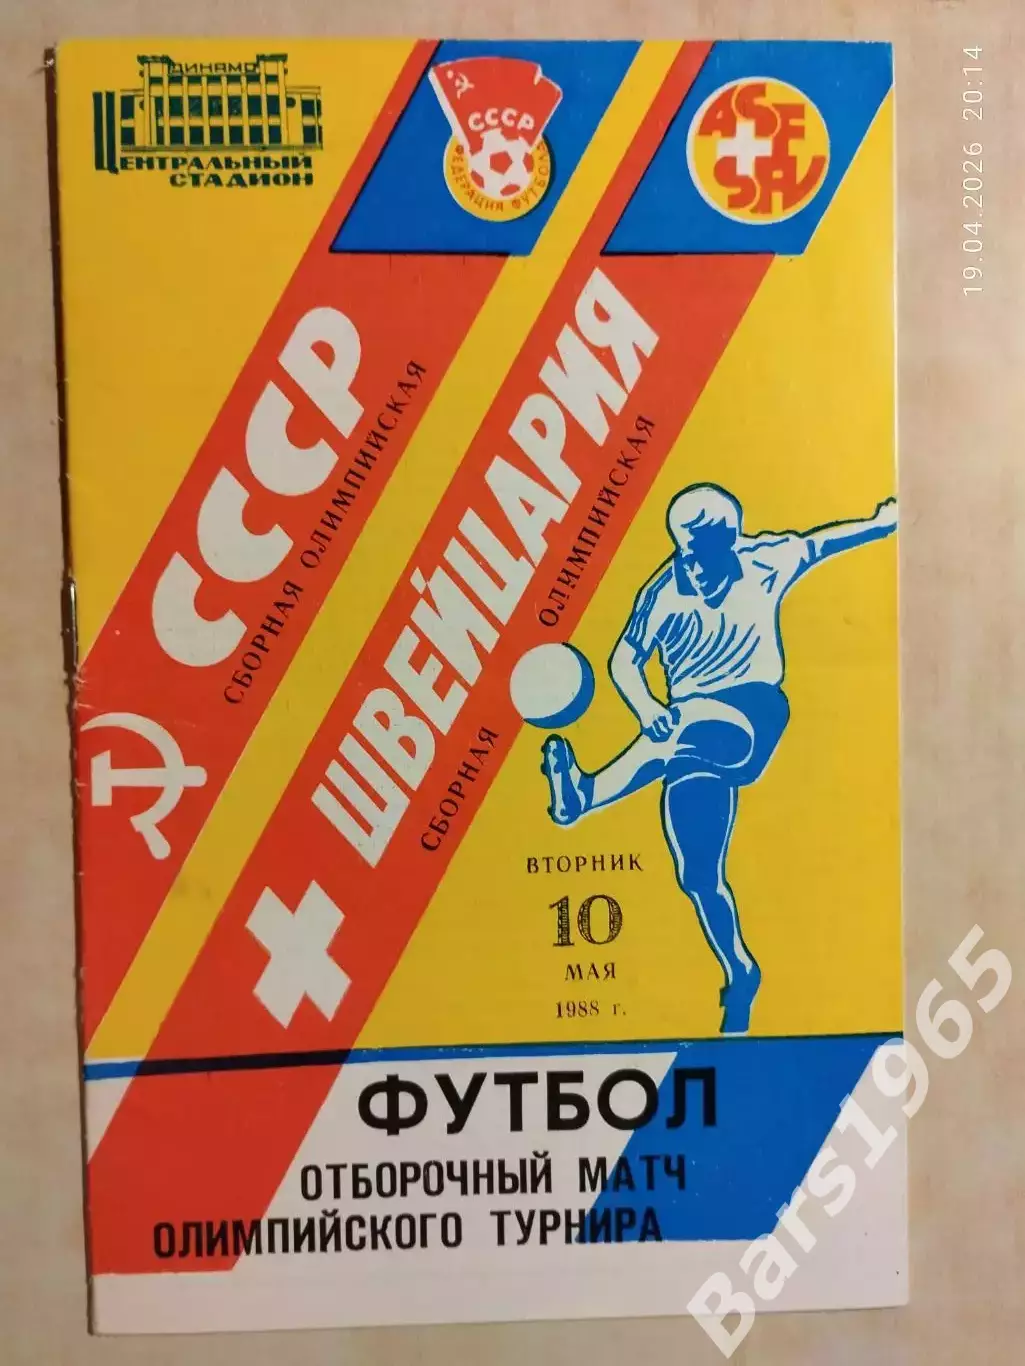 ДИНАМО
ЦЕНТРАЛЬНЫЙ
СТАДИОН
СССР
ФЕДЕРАЦИЯ ФУТБОЛА
ASF
SFV
19.04.2026 20:14
СССР
СБОРНАЯ ОЛИМПИЙСКАЯ
ШВЕЙЦАРИЯ
СБОРНАЯ ОЛИМПИЙСКАЯ
ВТОРНИК
10
МАЯ
1988 г.
ФУТБОЛ
ОТБОРОЧНЫЙ МАТЧ
ОЛИМПИЙСКОГО ТУРНИРА
Bars1965